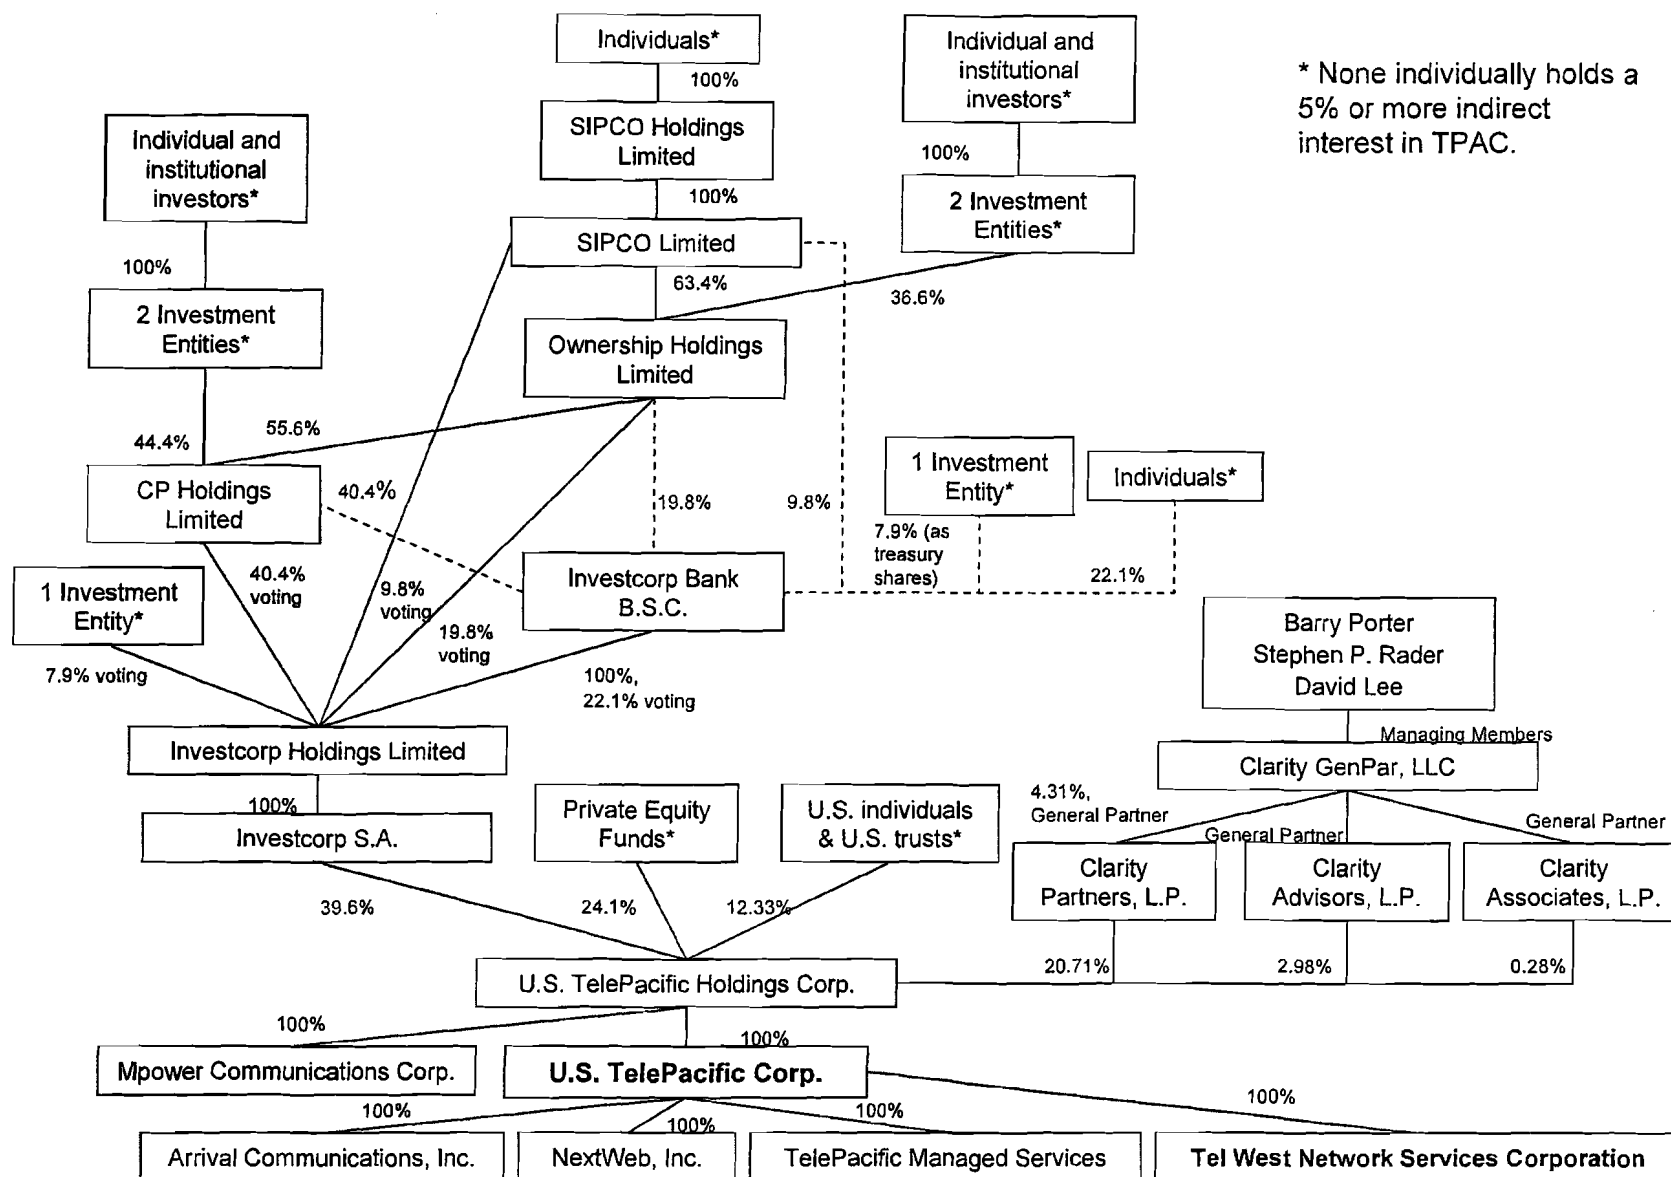 Individuals*
Individual and
institutional
investors*
* None individually holds a
5% or more indirect
interest in TPAC.
100%
SIPCO Holdings
Limited
Individual and
institutional
investors*
100%
2 Investment
Entities*
100%
SIPCO Limited
100%
63.4%
36.6%
2 Investment
Entities*
Ownership Holdings
Limited
44.4%
55.6%
CP Holdings
Limited
40.4%
19.8%
9.8%
1 Investment
Entity*
Individuals*
7.9% (as
treasury
shares)
22.1%
1 Investment
Entity*
40.4%
voting
9.8%
voting
Investcorp Bank
B.S.C.
19.8%
voting
7.9% voting
100%,
22.1% voting
Barry Porter
Stephen P. Rader
David Lee
Managing Members
Investcorp Holdings Limited
Clarity GenPar, LLC
100%
Investcorp S.A.
Private Equity
Funds*
U.S. individuals
& U.S. trusts*
4.31%,
General Partner
General Partner
General Partner
Clarity
Partners, L.P.
Clarity
Advisors, L.P.
Clarity
Associates, L.P.
39.6%
24.1%
12.33%
20.71%
2.98%
0.28%
U.S. TelePacific Holdings Corp.
100%
100%
Mpower Communications Corp.
U.S. TelePacific Corp.
100%
100%
100%
100%
Arrival Communications, Inc.
NextWeb, Inc.
TelePacific Managed Services
Tel West Network Services Corporation